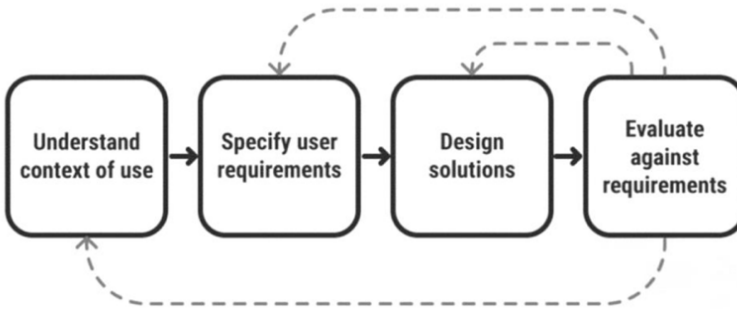 Understand
context of use
Specify user
requirements
Design
solutions
Evaluate
against
requirements